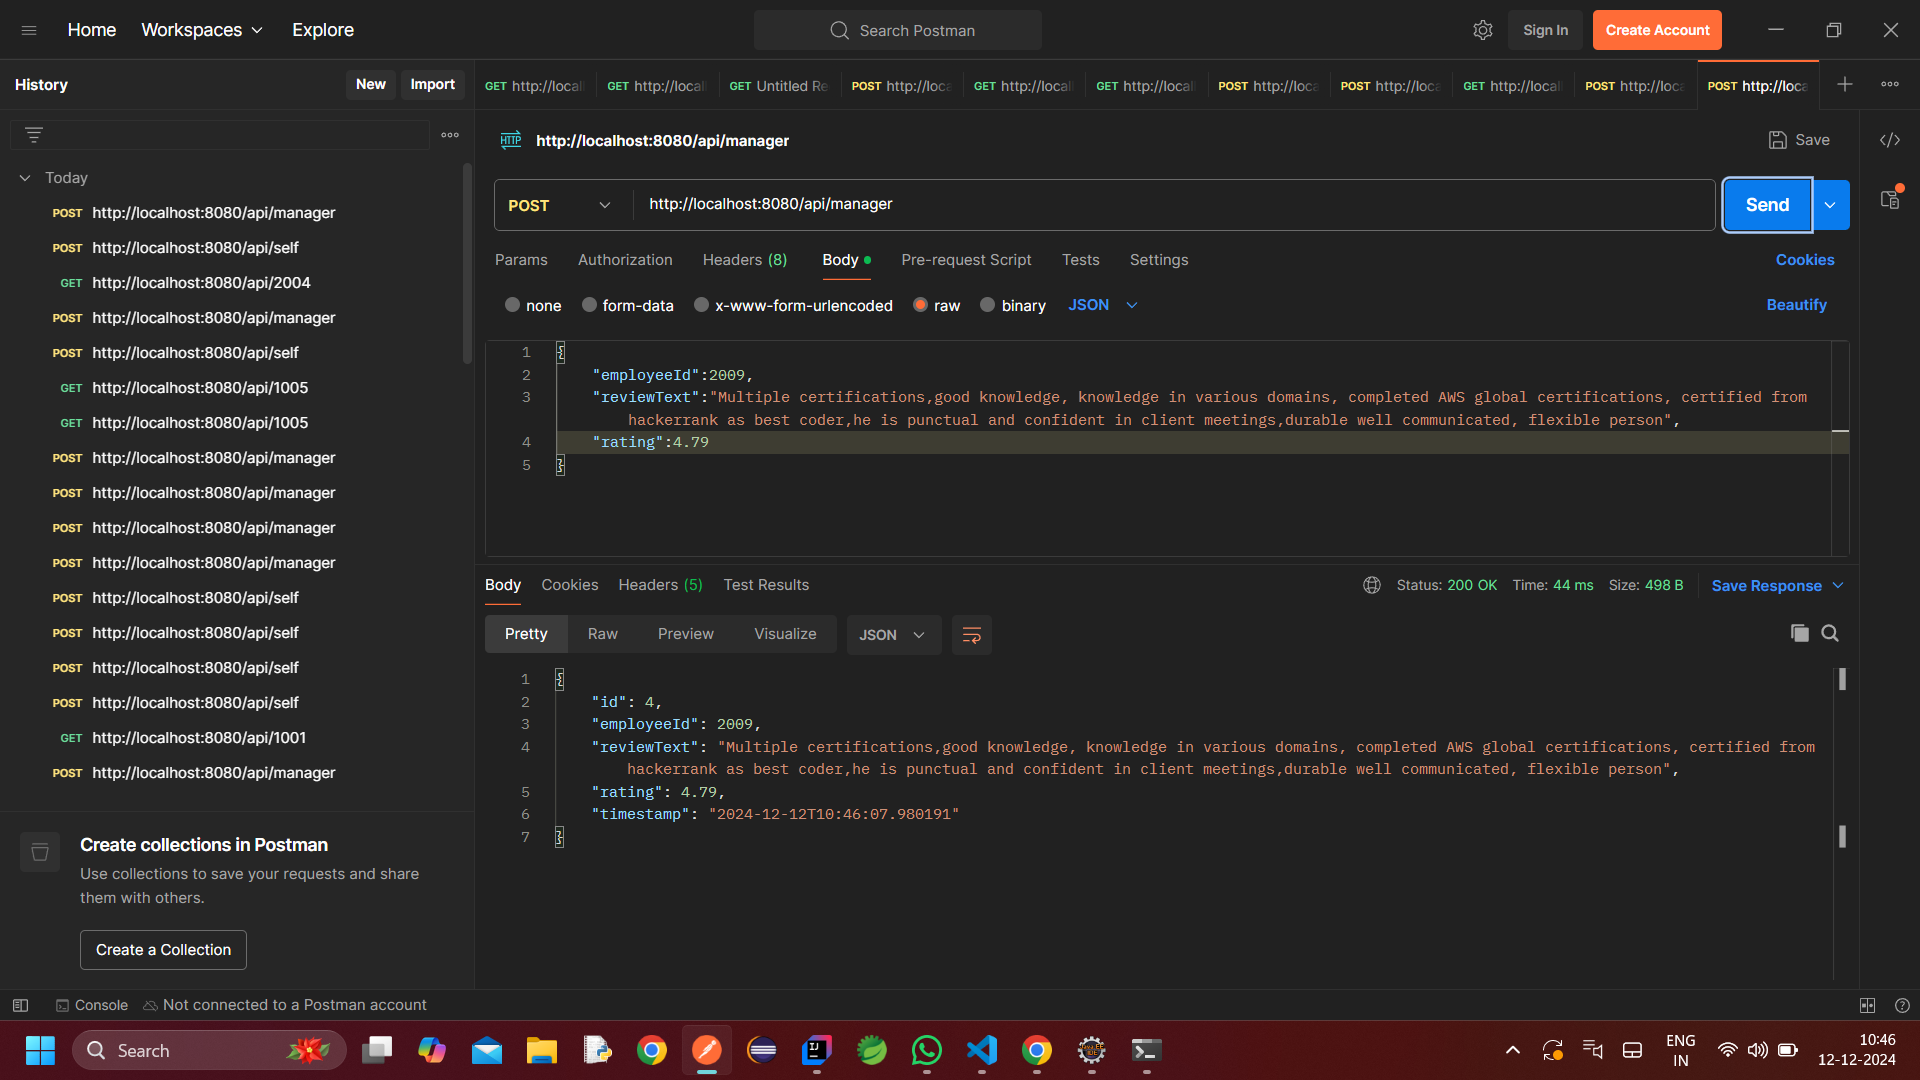 Home
Workspaces
Explore
Search Postman
Sign In
Create Account
History
New
Import
GET http://local
GET http://local
GET Untitled Re
POST http://loca
GET http://local
GET http://local
POST http://loca
POST http://loca
GET http://local
POST http://loca
POST http://loca
http://localhost:8080/api/manager
Save
Today
POST http://localhost:8080/api/manager
POST http://localhost:8080/api/self
GET http://localhost:8080/api/2004
POST http://localhost:8080/api/manager
POST http://localhost:8080/api/self
GET http://localhost:8080/api/1005
GET http://localhost:8080/api/1005
POST http://localhost:8080/api/manager
POST http://localhost:8080/api/manager
POST http://localhost:8080/api/manager
POST http://localhost:8080/api/manager
POST http://localhost:8080/api/self
POST http://localhost:8080/api/self
POST http://localhost:8080/api/self
POST http://localhost:8080/api/self
GET http://localhost:8080/api/1001
POST http://localhost:8080/api/manager
Create collections in Postman
Use collections to save your requests and share
them with others.
Create a Collection
POST
http://localhost:8080/api/manager
Send
Params
Authorization
Headers (8)
Body
Pre-request Script
Tests
Settings
Cookies
none
form-data
x-www-form-urlencoded
raw
binary
JSON
Beautify
1 {
2 "employeeId":2009,
3 "reviewText":"Multiple certifications,good knowledge, knowledge in various domains, completed AWS global certifications, certified from
hackerrank as best coder,he is punctual and confident in client meetings,durable well communicated, flexible person",
4 "rating":4.79
5 }
Body
Cookies
Headers (5)
Test Results
Status: 200 OK
Time: 44 ms
Size: 498 B
Save Response
Pretty
Raw
Preview
Visualize
JSON
1 {
2 "id": 4,
3 "employeeId": 2009,
4 "reviewText": "Multiple certifications,good knowledge, knowledge in various domains, completed AWS global certifications, certified from
hackerrank as best coder,he is punctual and confident in client meetings,durable well communicated, flexible person",
5 "rating": 4.79,
6 "timestamp": "2024-12-12T10:46:07.980191"
7 }
Console
Not connected to a Postman account
Search
ENG
IN
10:46
12-12-2024